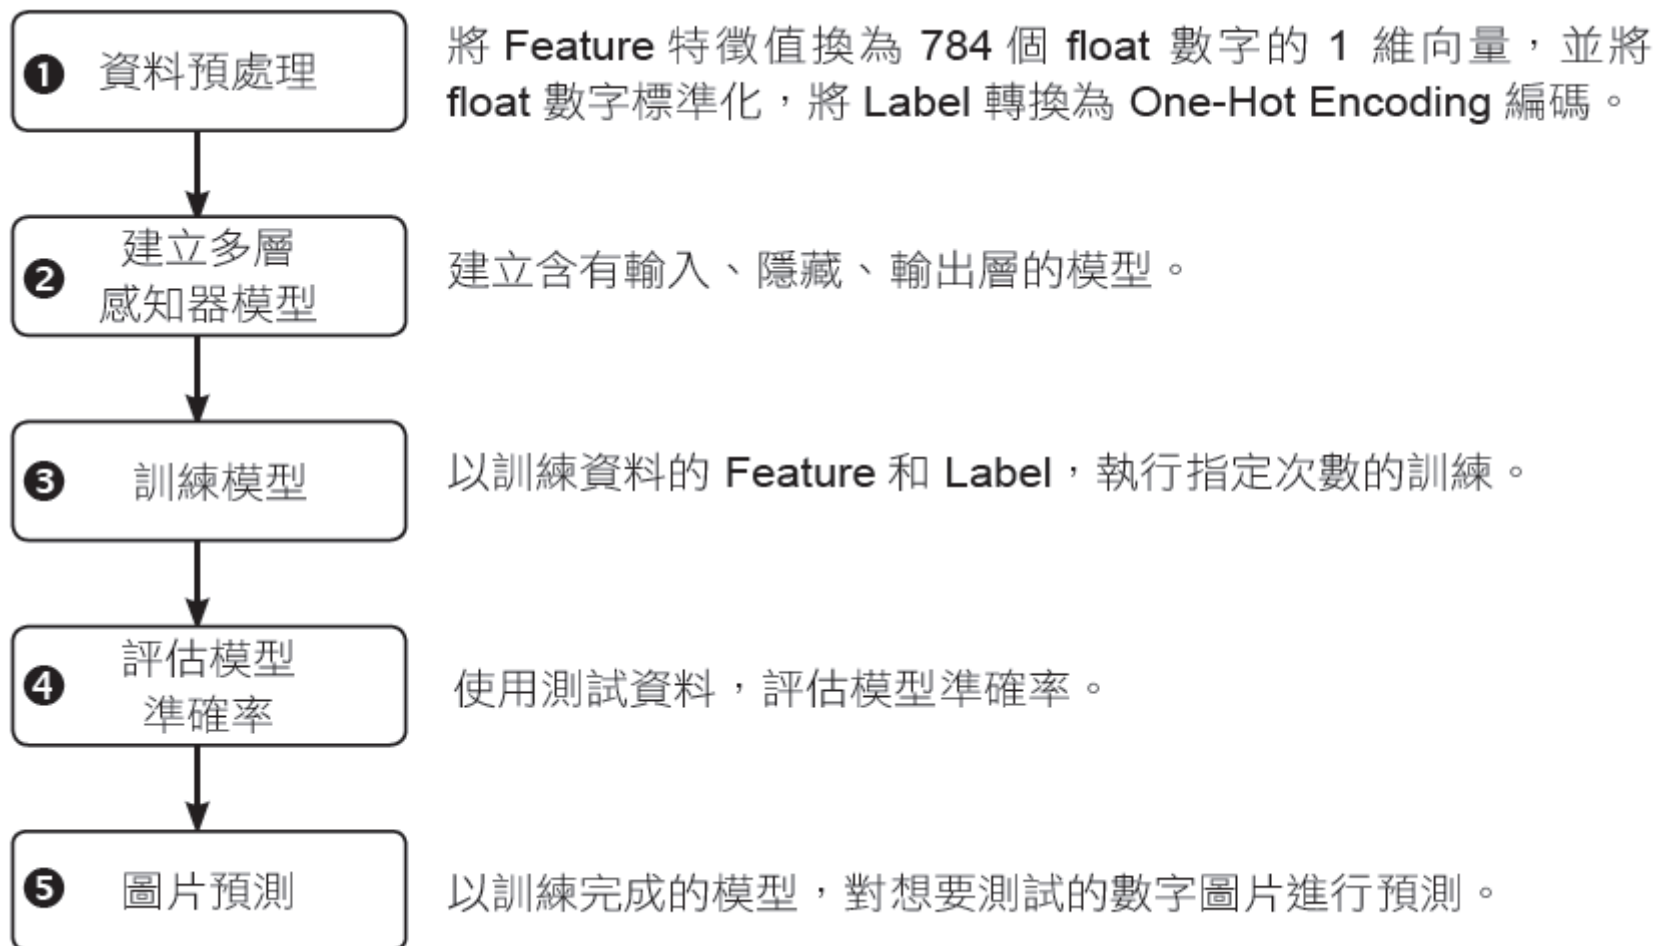 ❶ 資料預處理
將 Feature 特徵值換為 784 個 float 數字的 1 維向量，並將
float 數字標準化，將 Label 轉換為 One-Hot Encoding 編碼。
❷ 建立多層
感知器模型
建立含有輸入、隱藏、輸出層的模型。
❸ 訓練模型
以訓練資料的 Feature 和 Label，執行指定次數的訓練。
❹ 評估模型
準確率
使用測試資料，評估模型準確率。
❺ 圖片預測
以訓練完成的模型，對想要測試的數字圖片進行預測。